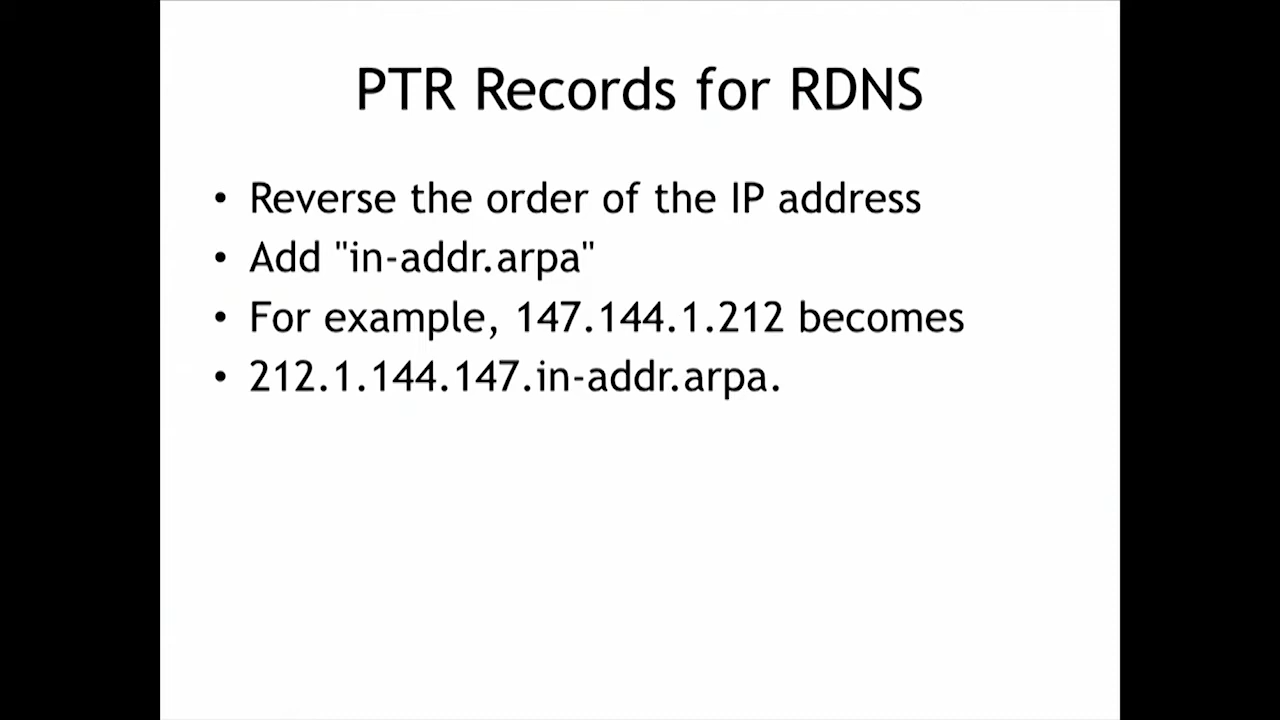 PTR Records for RDNS
• Reverse the order of the IP address
• Add "in-addr.arpa"
• For example, 147.144.1.212 becomes
• 212.1.144.147.in-addr.arpa.